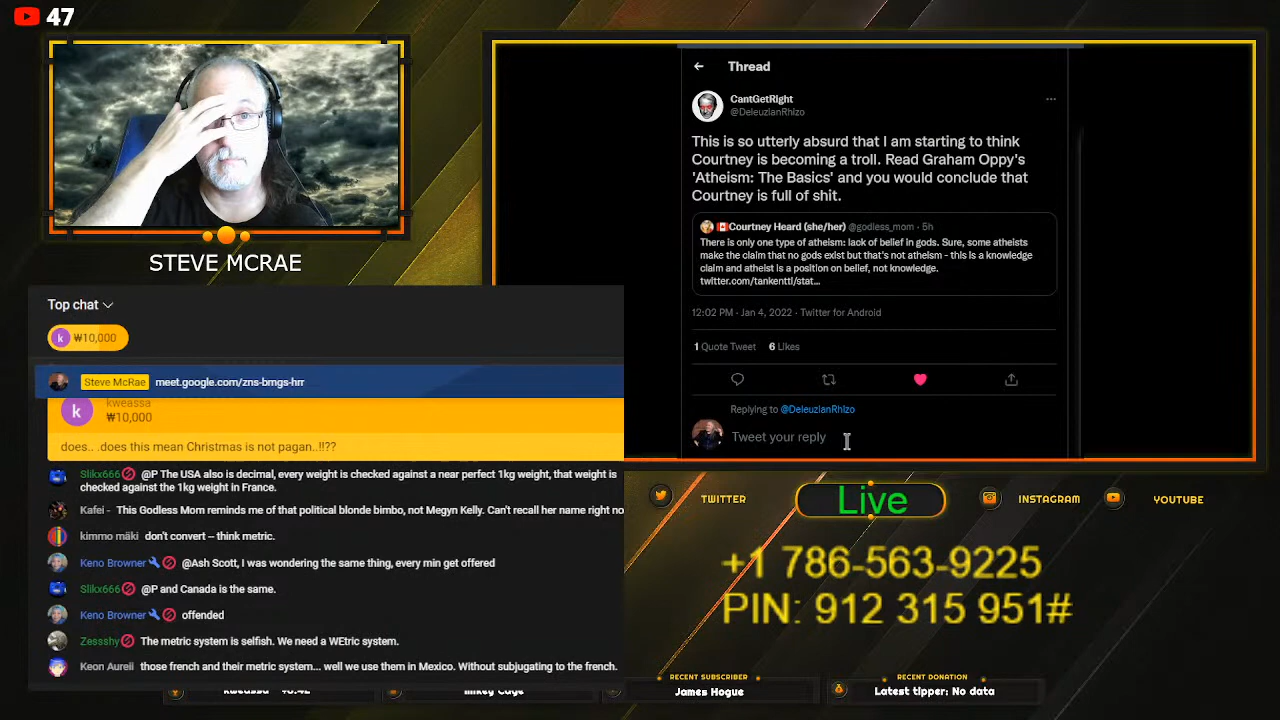 47
STEVE MCRAE
Thread
CantGetRight
@DeleuzianRhizo
This is so utterly absurd that I am starting to think
Courtney is becoming a troll. Read Graham Oppy's
'Atheism: The Basics' and you would conclude that
Courtney is full of shit.
Courtney Heard (she/her) @godless_mom · 5h
There is only one type of atheism: lack of belief in gods. Sure, some atheists
make the claim that no gods exist but that's not atheism - this is a knowledge
claim and atheist is a position on belief, not knowledge.
twitter.com/tankentti/stat...
12:02 PM · Jan 4, 2022 · Twitter for Android
1 Quote Tweet 6 Likes
Replying to @DeleuzianRhizo
Tweet your reply
Top chat
k ₩10,000
Steve McRae meet.google.com/zns-bmgs-hrr
k kweassa
₩10,000
does.. .does this mean Christmas is not pagan..!!??
Slikx666 @P The USA also is decimal, every weight is checked against a near perfect 1kg weight, that weight is
checked against the 1kg weight in France.
Kafei - This Godless Mom reminds me of that political blonde bimbo, not Megyn Kelly. Can't recall her name right no
kimmo mäki don't convert -- think metric.
Keno Browner @Ash Scott, I was wondering the same thing, every min get offered
Slikx666 @P and Canada is the same.
Keno Browner offended
Zessshy The metric system is selfish. We need a WEtric system.
Keon Aureii those french and their metric system... well we use them in Mexico. Without subjugating to the french.
TWITTER
Live
INSTAGRAM
YOUTUBE
+1 786-563-9225
PIN: 912 315 951#
kweassa
Mikey Cage
RECENT SUBSCRIBER
James Hogue
RECENT DONATION
Latest tipper: No data